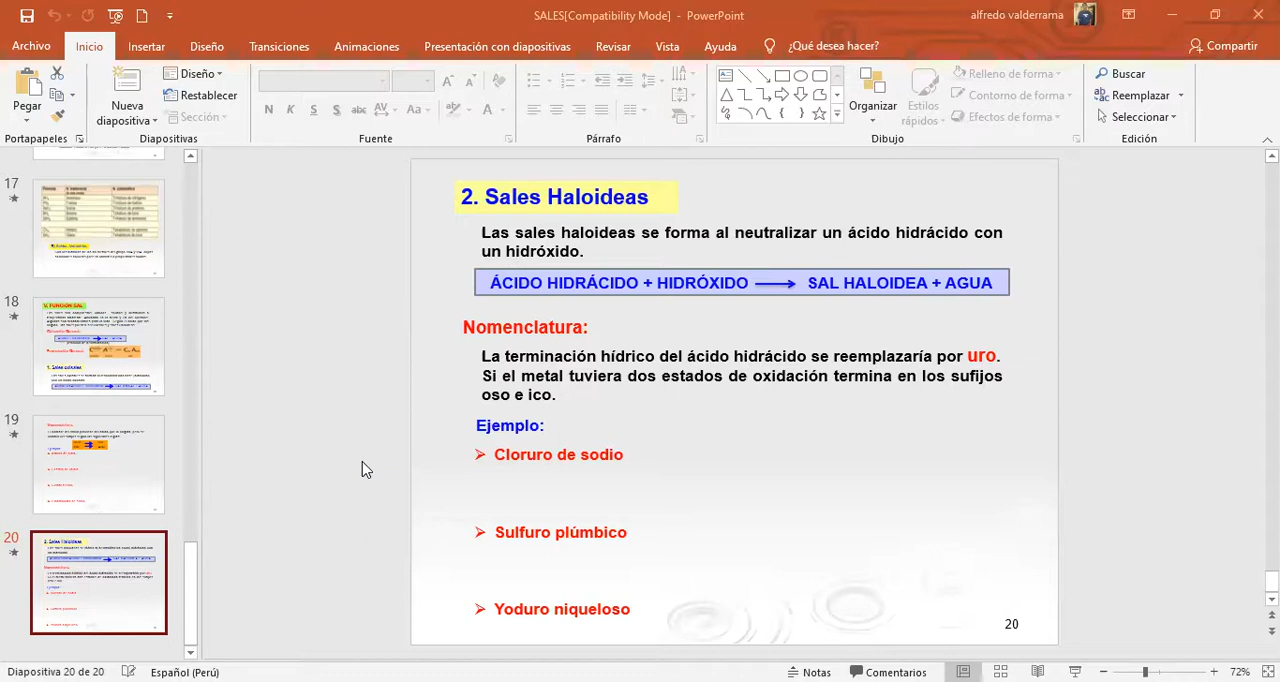 SALES[Compatibility Mode] - PowerPoint
alfredo valderrama
Archivo Inicio Insertar Diseño Transiciones Animaciones Presentación con diapositivas Revisar Vista Ayuda ¿Qué desea hacer? Compartir
Pegar
Nueva diapositiva
Diseño
Restablecer
Sección
N K S S abc AV Aa A
Organizar
Estilos rápidos
Relleno de forma
Contorno de forma
Efectos de forma
Buscar
Reemplazar
Seleccionar
Portapapeles Diapositivas Fuente Párrafo Dibujo Edición
17
18
19
20
2. Sales Haloideas
Las sales haloideas se forma al neutralizar un ácido hidrácido con
un hidróxido.
ÁCIDO HIDRÁCIDO + HIDRÓXIDO → SAL HALOIDEA + AGUA
Nomenclatura:
La terminación hídrico del ácido hidrácido se reemplazaría por uro.
Si el metal tuviera dos estados de oxidación termina en los sufijos
oso e ico.
Ejemplo:
➢ Cloruro de sodio
➢ Sulfuro plúmbico
➢ Yoduro niqueloso
20
Diapositiva 20 de 20 Español (Perú) Notas Comentarios 72%